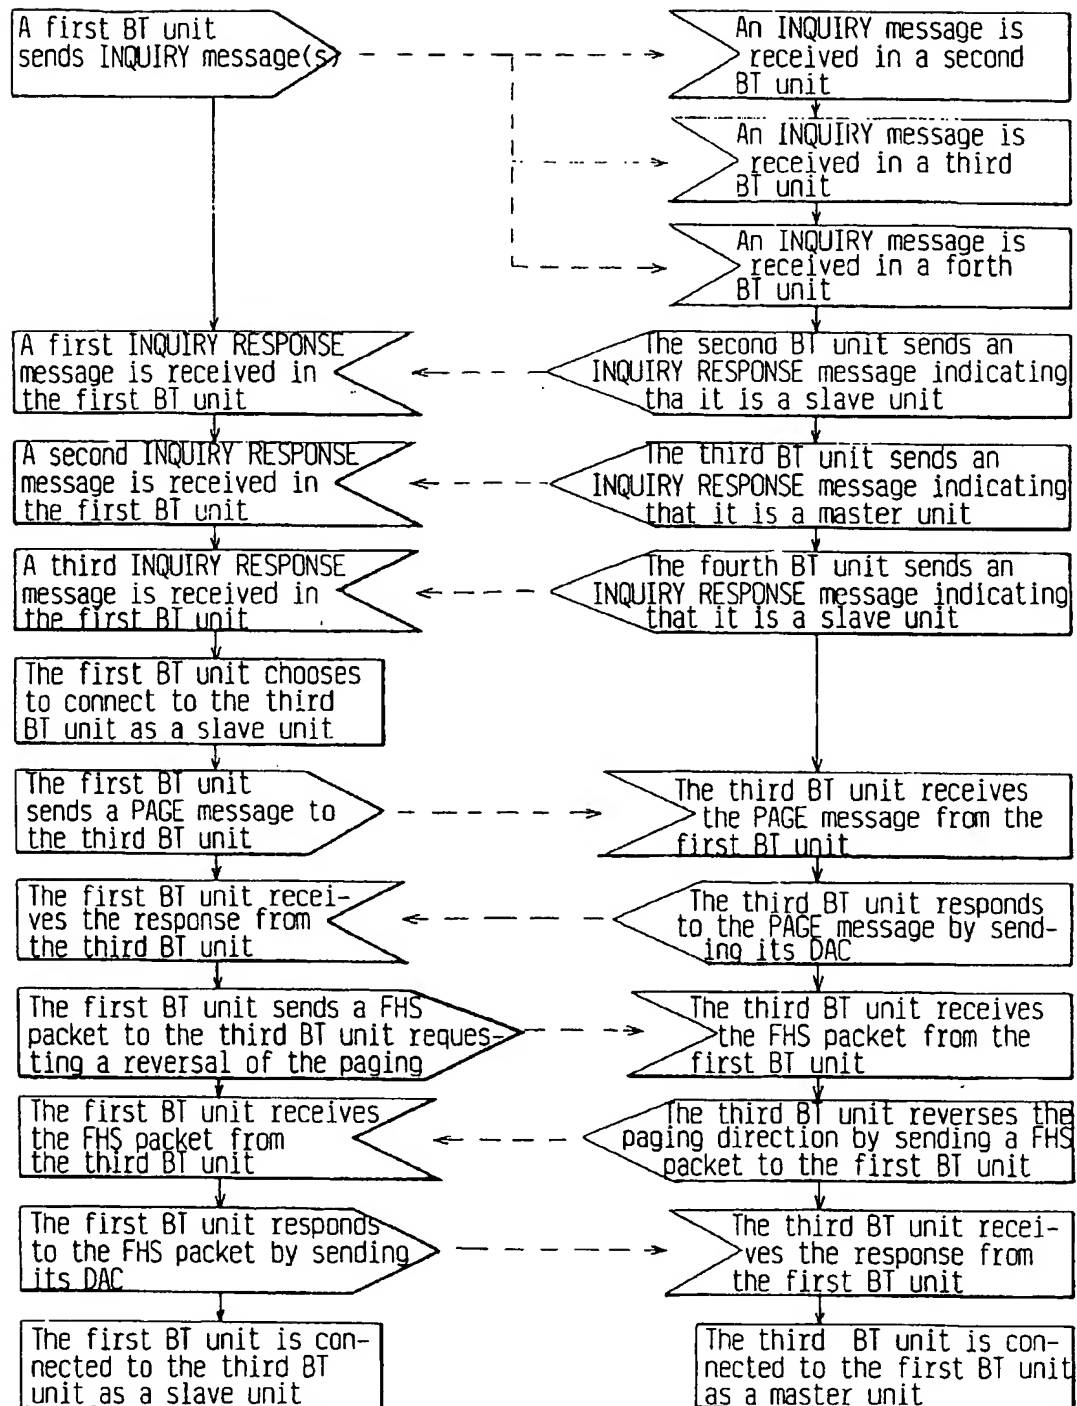 A first BT unit
sends INQUIRY message(s)
An INQUIRY message is
received in a second
BT unit
An INQUIRY message is
received in a third
BT unit
An INQUIRY message is
received in a forth
BT unit
A first INQUIRY RESPONSE
message is received in
the first BT unit
The second BT unit sends an
INQUIRY RESPONSE message indicating
tha it is a slave unit
A second INQUIRY RESPONSE
message is received in
the first BT unit
The third BT unit sends an
INQUIRY RESPONSE message indicating
that it is a master unit
A third INQUIRY RESPONSE
message is received in
the first BT unit
The fourth BT unit sends an
INQUIRY RESPONSE message indicating
that it is a slave unit
The first BT unit chooses
to connect to the third
BT unit as a slave unit
The first BT unit
sends a PAGE message to
the third BT unit
The third BT unit receives
the PAGE message from the
first BT unit
The first BT unit recei-
ves the response from
the third BT unit
The third BT unit responds
to the PAGE message by send-
ing its DAC
The first BT unit sends a FHS
packet to the third BT unit reques-
ting a reversal of the paging
The third BT unit receives
the FHS packet from the
first BT unit
The first BT unit receives
the FHS packet from
the third BT unit
The third BT unit reverses the
paging direction by sending a FHS
packet to the first BT unit
The first BT unit responds
to the FHS packet by sending
its DAC
The third BT unit recei-
ves the response from
the first BT unit
The first BT unit is con-
nected to the third BT
unit as a slave unit
The third BT unit is con-
nected to the first BT unit
as a master unit